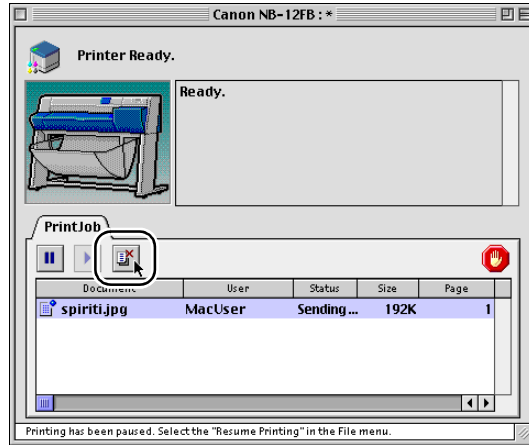 Canon NB-12FB : *
Printer Ready.
Ready.
PrintJob
Document User Status Size Page
spiriti.jpg MacUser Sending ... 192K 1
Printing has been paused. Select the "Resume Printing" in the File menu.